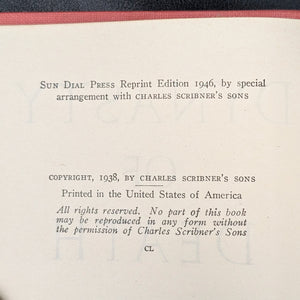 SUN DIAL PRESS Reprint Edition 1946, by special
arrangement with CHARLES SCRIBNER'S SONS
COPYRIGHT, 1938, BY CHARLES SCRIBNER'S SONS
Printed in the United States of America
All rights reserved. No part of this book
may be reproduced in any form without
the permission of Charles Scribner's Sons
CL